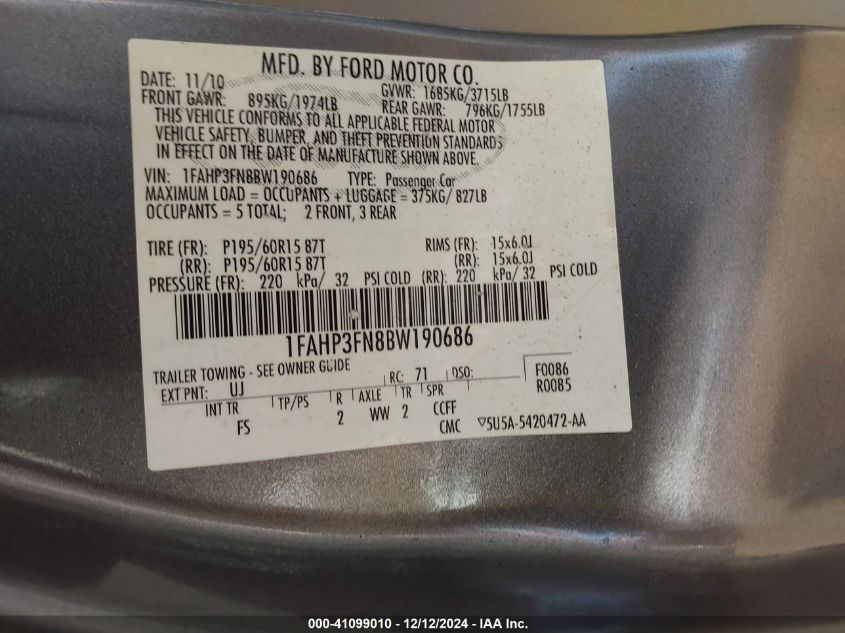 MFD. BY FORD MOTOR CO.
DATE: 11/10 GVWR: 1685KG/3715LB
FRONT GAWR: 895KG/1974LB REAR GAWR: 796KG/1755LB
THIS VEHICLE CONFORMS TO ALL APPLICABLE FEDERAL MOTOR
VEHICLE SAFETY, BUMPER, AND THEFT PREVENTION STANDARDS
IN EFFECT ON THE DATE OF MANUFACTURE SHOWN ABOVE.
VIN: 1FAHP3FN8BW190686 TYPE: Passenger Car
MAXIMUM LOAD = OCCUPANTS + LUGGAGE = 375KG/ 827LB
OCCUPANTS = 5 TOTAL; 2 FRONT, 3 REAR
TIRE (FR): P195/60R15 87T RIMS (FR): 15x6.0J
(RR): P195/60R15 87T (RR): 15x6.0J
PRESSURE (FR): 220 kPa/ 32 PSI COLD (RR): 220 kPa/ 32 PSI COLD
1FAHP3FN8BW190686
TRAILER TOWING - SEE OWNER GUIDE
EXT PNT: UJ RC: 71 DSO: F0086
R0085
INT TR TP/PS R AXLE TR SPR
FS 2 WW 2 CCFF
CMC ▽5U5A-5420472-AA
000-41099010 - 12/12/2024 - IAA Inc.